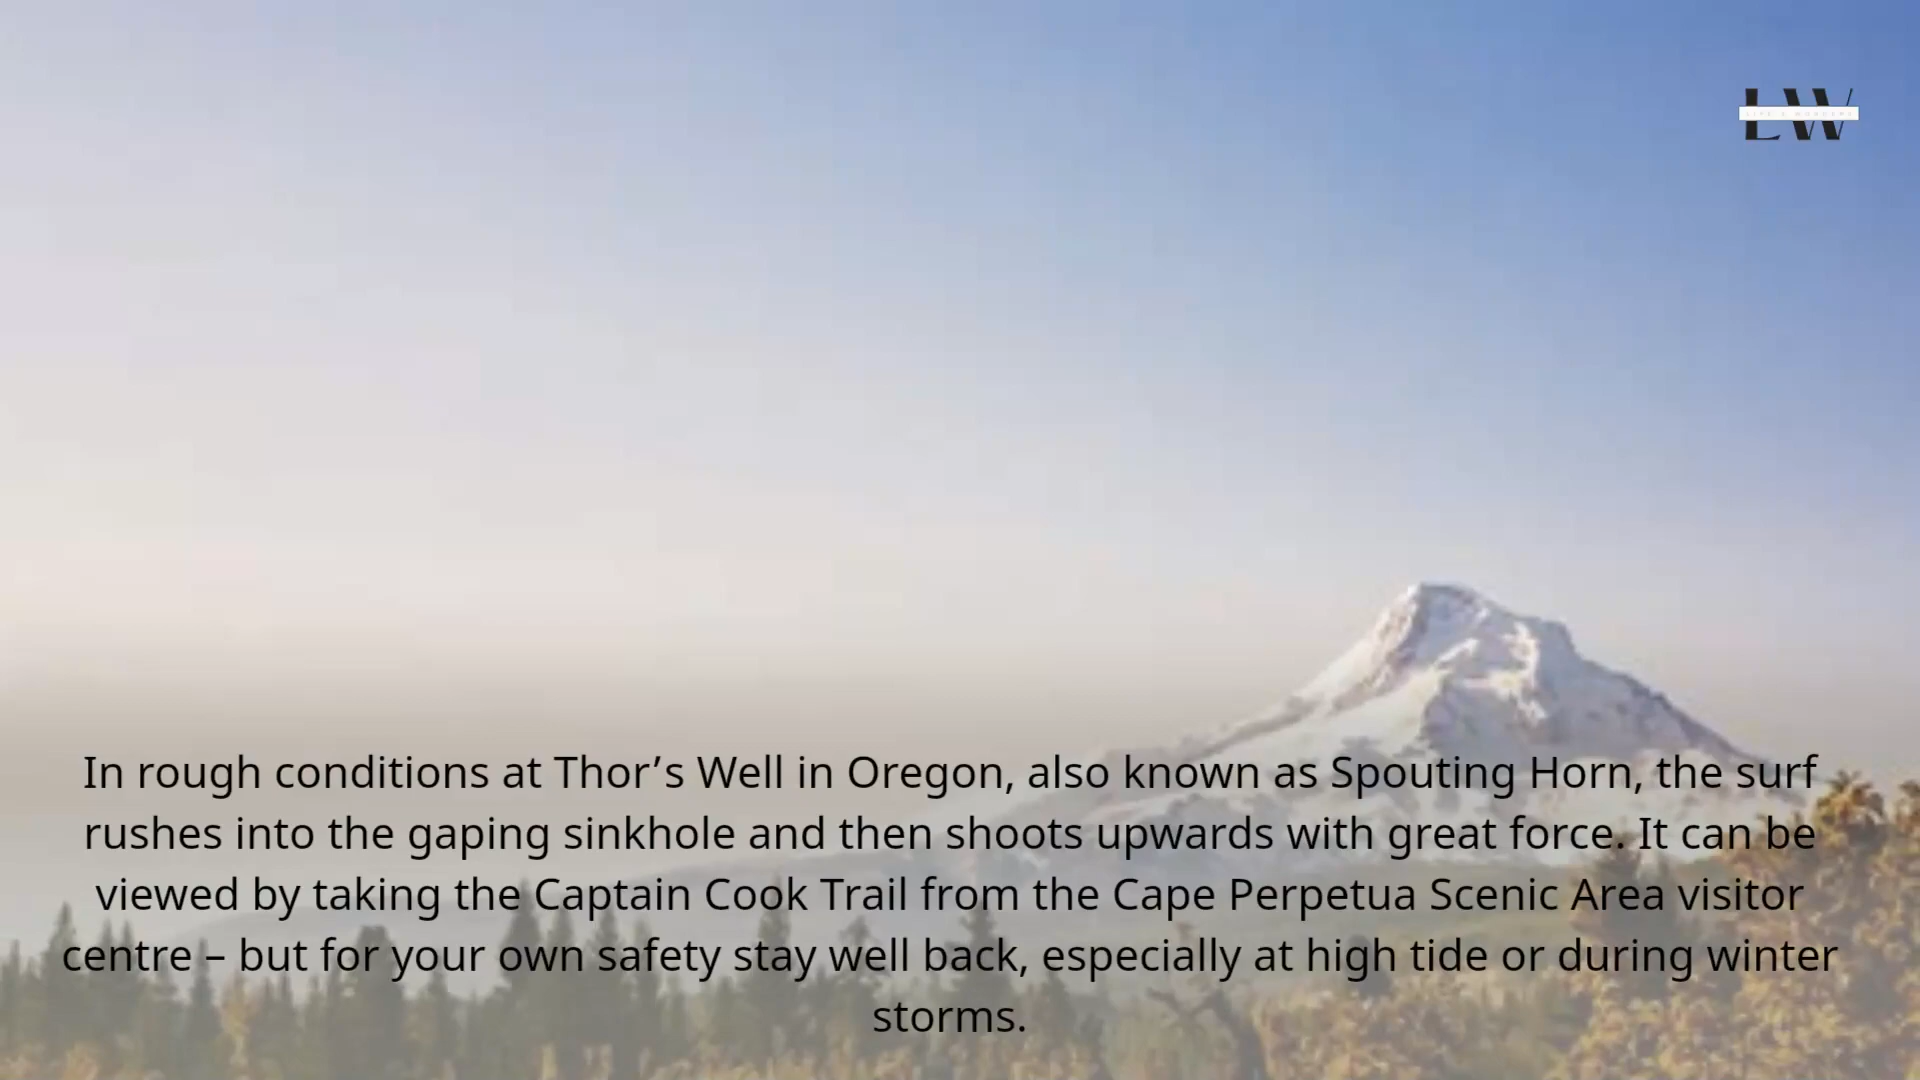 LW
In rough conditions at Thor’s Well in Oregon, also known as Spouting Horn, the surf
rushes into the gaping sinkhole and then shoots upwards with great force. It can be
viewed by taking the Captain Cook Trail from the Cape Perpetua Scenic Area visitor
centre – but for your own safety stay well back, especially at high tide or during winter
storms.